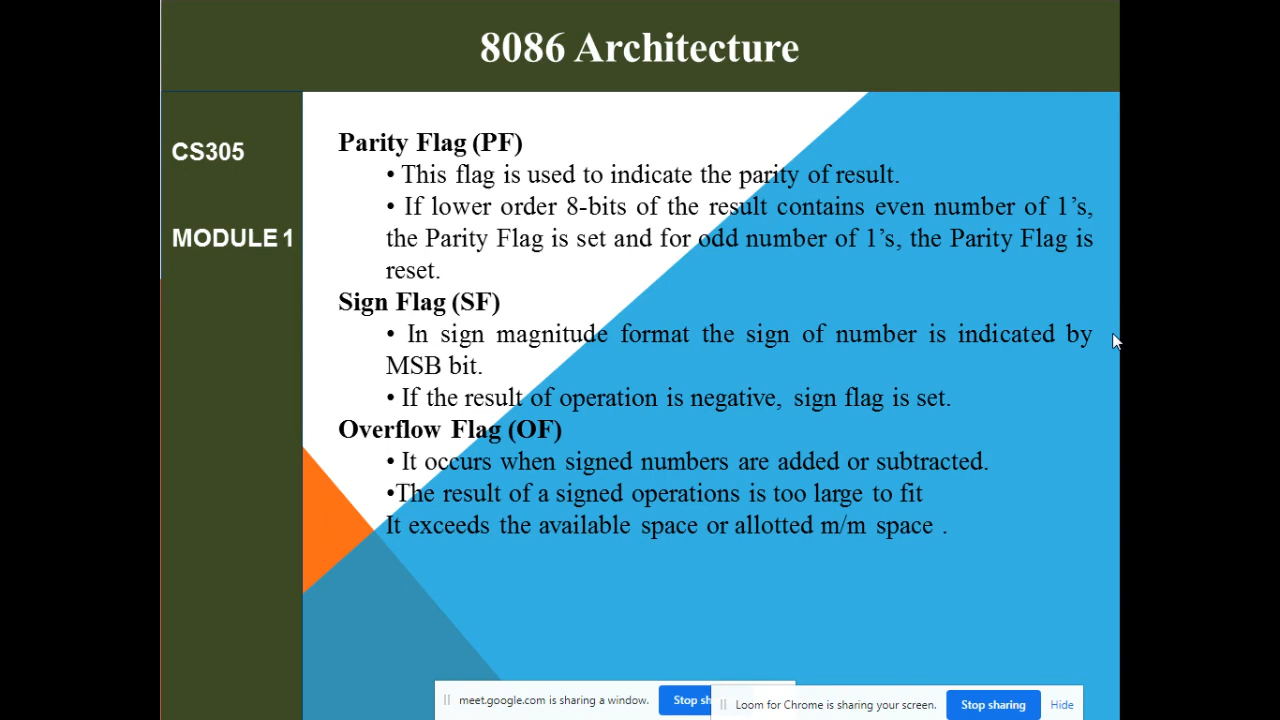 8086 Architecture
CS305
MODULE 1
Parity Flag (PF)
• This flag is used to indicate the parity of result.
• If lower order 8-bits of the result contains even number of 1’s,
the Parity Flag is set and for odd number of 1’s, the Parity Flag is
reset.
Sign Flag (SF)
• In sign magnitude format the sign of number is indicated by
MSB bit.
• If the result of operation is negative, sign flag is set.
Overflow Flag (OF)
• It occurs when signed numbers are added or subtracted.
•The result of a signed operations is too large to fit
It exceeds the available space or allotted m/m space .
meet.google.com is sharing a window. Stop sh
Loom for Chrome is sharing your screen. Stop sharing Hide